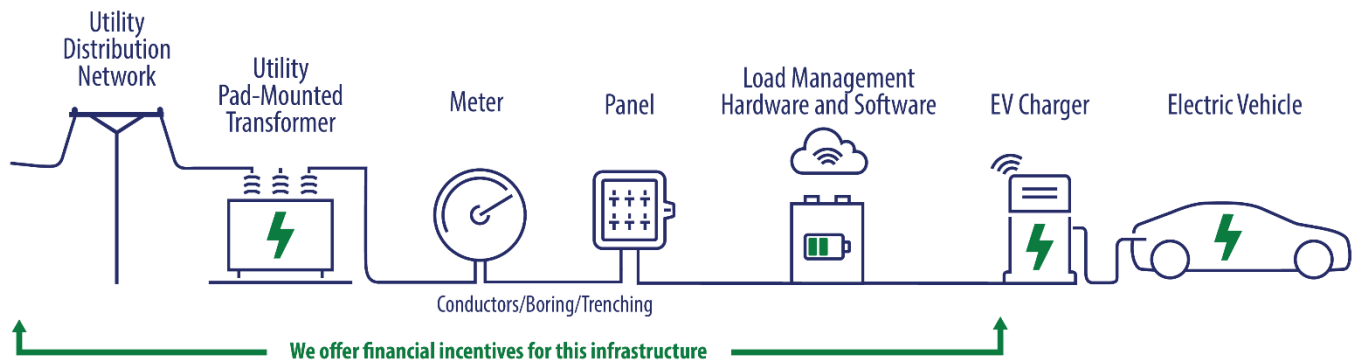 Utility
Distribution
Network
Utility
Pad-Mounted
Transformer
Meter
Panel
Load Management
Hardware and Software
EV Charger
Electric Vehicle
Conductors/Boring/Trenching
We offer financial incentives for this infrastructure